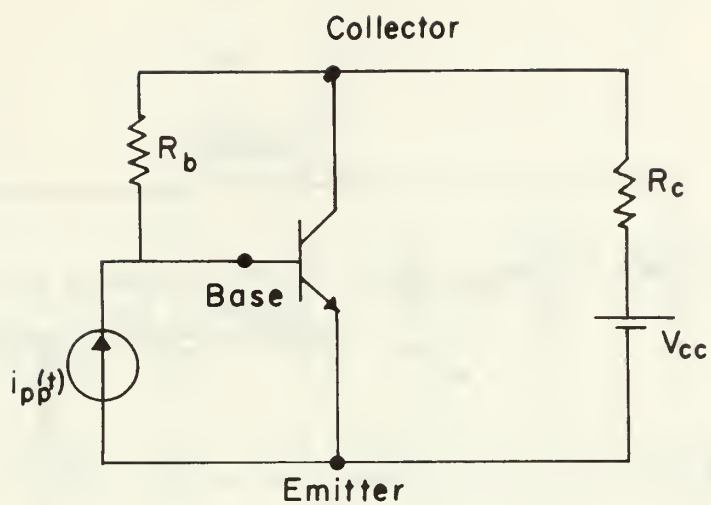 Collector
R_b
R_c
Base
V_cc
i_pp(t)
Emitter